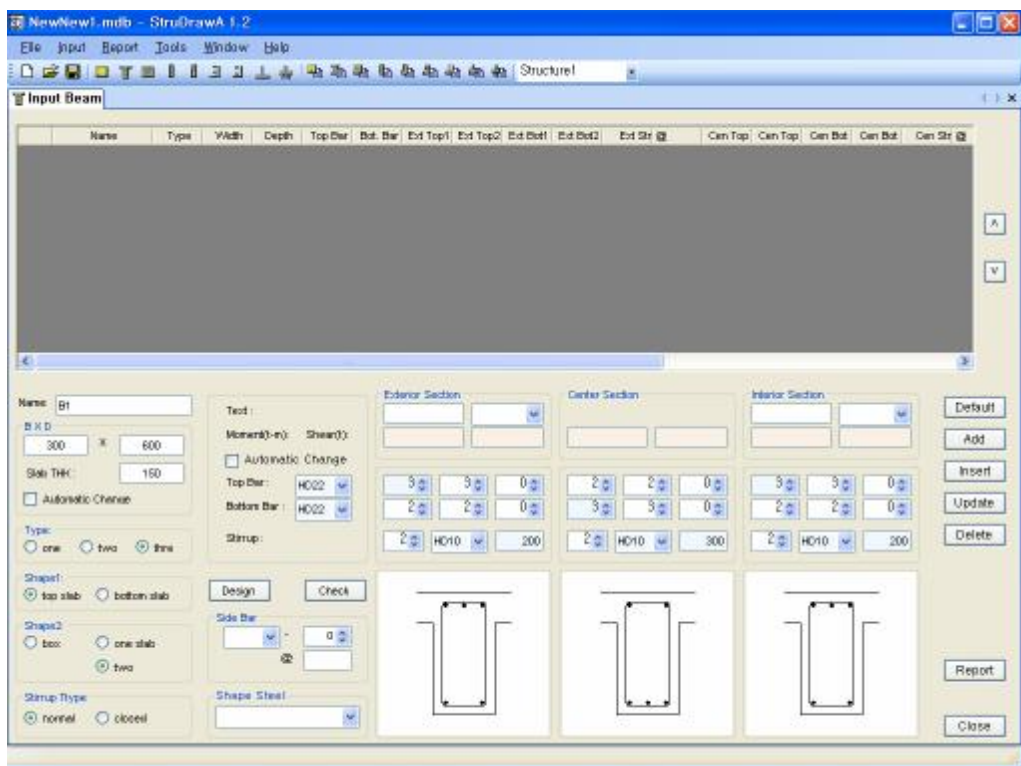 NewNew1.mdb - StruDrawA 1.2
File Input Report Tools Window Help
Structure1
Input Beam
Name Type Width Depth Top Bar Bot. Bar Ext Top1 Ext Top2 Ext Bot1 Ext Bot2 Ext Str @ Cen Top Cen Top Cen Bot Cen Bot Cen Str @
Name: B1
B X D
300 X 600
Slab THK: 150
Automatic Change
Type:
one two thre
Shape1:
top slab bottom slab
Shape2
box one slab
two
Stirrup Type
normal closed
Text :
Moment(t-m): Shear(t):
Automatic Change
Top Bar : HD22
Bottom Bar : HD22
Stirrup :
Design Check
Side Bar
- 0
@
Shape Steel
Exterior Section
3 3 0
2 2 0
2 HD10 200
Center Section
2 2 0
3 3 0
2 HD10 300
Interior Section
3 3 0
2 2 0
2 HD10 200
Default
Add
Insert
Update
Delete
Report
Close